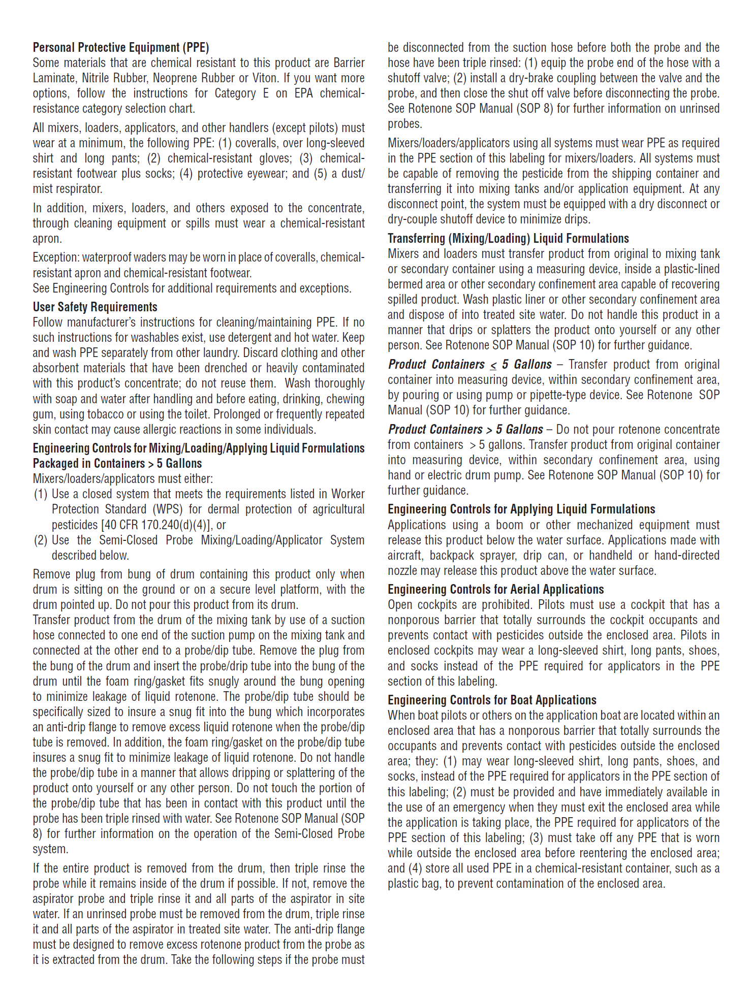 Personal Protective Equipment (PPE)
Some materials that are chemical resistant to this product are Barrier
Laminate, Nitrile Rubber, Neoprene Rubber or Viton. If you want more
options, follow the instructions for Category E on EPA chemical-
resistance category selection chart.
All mixers, loaders, applicators, and other handlers (except pilots) must
wear at a minimum, the following PPE: (1) coveralls, over long-sleeved
shirt and long pants; (2) chemical-resistant gloves; (3) chemical-
resistant footwear plus socks; (4) protective eyewear; and (5) a dust/
mist respirator.
In addition, mixers, loaders, and others exposed to the concentrate,
through cleaning equipment or spills must wear a chemical-resistant
apron.
Exception: waterproof waders may be worn in place of coveralls, chemical-
resistant apron and chemical-resistant footwear.
See Engineering Controls for additional requirements and exceptions.
User Safety Requirements
Follow manufacturer’s instructions for cleaning/maintaining PPE. If no
such instructions for washables exist, use detergent and hot water. Keep
and wash PPE separately from other laundry. Discard clothing and other
absorbent materials that have been drenched or heavily contaminated
with this product’s concentrate; do not reuse them.  Wash thoroughly
with soap and water after handling and before eating, drinking, chewing
gum, using tobacco or using the toilet. Prolonged or frequently repeated
skin contact may cause allergic reactions in some individuals.
Engineering Controls for Mixing/Loading/Applying Liquid Formulations
Packaged in Containers > 5 Gallons
Mixers/loaders/applicators must either:
(1) Use a closed system that meets the requirements listed in Worker
Protection Standard (WPS) for dermal protection of agricultural
pesticides [40 CFR 170.240(d)(4)], or
(2) Use the Semi-Closed Probe Mixing/Loading/Applicator System
described below.
Remove plug from bung of drum containing this product only when
drum is sitting on the ground or on a secure level platform, with the
drum pointed up. Do not pour this product from its drum.
Transfer product from the drum of the mixing tank by use of a suction
hose connected to one end of the suction pump on the mixing tank and
connected at the other end to a probe/dip tube. Remove the plug from
the bung of the drum and insert the probe/drip tube into the bung of the
drum until the foam ring/gasket fits snugly around the bung opening
to minimize leakage of liquid rotenone. The probe/dip tube should be
specifically sized to insure a snug fit into the bung which incorporates
an anti-drip flange to remove excess liquid rotenone when the probe/dip
tube is removed. In addition, the foam ring/gasket on the probe/dip tube
insures a snug fit to minimize leakage of liquid rotenone. Do not handle
the probe/dip tube in a manner that allows dripping or splattering of the
product onto yourself or any other person. Do not touch the portion of
the probe/dip tube that has been in contact with this product until the
probe has been triple rinsed with water. See Rotenone SOP Manual (SOP
8) for further information on the operation of the Semi-Closed Probe
system.
If the entire product is removed from the drum, then triple rinse the
probe while it remains inside of the drum if possible. If not, remove the
aspirator probe and triple rinse it and all parts of the aspirator in site
water. If an unrinsed probe must be removed from the drum, triple rinse
it and all parts of the aspirator in treated site water. The anti-drip flange
must be designed to remove excess rotenone product from the probe as
it is extracted from the drum. Take the following steps if the probe must
be disconnected from the suction hose before both the probe and the
hose have been triple rinsed: (1) equip the probe end of the hose with a
shutoff valve; (2) install a dry-brake coupling between the valve and the
probe, and then close the shut off valve before disconnecting the probe.
See Rotenone SOP Manual (SOP 8) for further information on unrinsed
probes.
Mixers/loaders/applicators using all systems must wear PPE as required
in the PPE section of this labeling for mixers/loaders. All systems must
be capable of removing the pesticide from the shipping container and
transferring it into mixing tanks and/or application equipment. At any
disconnect point, the system must be equipped with a dry disconnect or
dry-couple shutoff device to minimize drips.
Transferring (Mixing/Loading) Liquid Formulations
Mixers and loaders must transfer product from original to mixing tank
or secondary container using a measuring device, inside a plastic-lined
bermed area or other secondary confinement area capable of recovering
spilled product. Wash plastic liner or other secondary confinement area
and dispose of into treated site water. Do not handle this product in a
manner that drips or splatters the product onto yourself or any other
person. See Rotenone SOP Manual (SOP 10) for further guidance.
Product Containers ≤ 5 Gallons – Transfer product from original
container into measuring device, within secondary confinement area,
by pouring or using pump or pipette-type device. See Rotenone  SOP
Manual (SOP 10) for further guidance.
Product Containers > 5 Gallons – Do not pour rotenone concentrate
from containers  > 5 gallons. Transfer product from original container
into measuring device, within secondary confinement area, using
hand or electric drum pump. See Rotenone SOP Manual (SOP 10) for
further guidance.
Engineering Controls for Applying Liquid Formulations
Applications using a boom or other mechanized equipment must
release this product below the water surface. Applications made with
aircraft, backpack sprayer, drip can, or handheld or hand-directed
nozzle may release this product above the water surface.
Engineering Controls for Aerial Applications
Open cockpits are prohibited. Pilots must use a cockpit that has a
nonporous barrier that totally surrounds the cockpit occupants and
prevents contact with pesticides outside the enclosed area. Pilots in
enclosed cockpits may wear a long-sleeved shirt, long pants, shoes,
and socks instead of the PPE required for applicators in the PPE
section of this labeling.
Engineering Controls for Boat Applications
When boat pilots or others on the application boat are located within an
enclosed area that has a nonporous barrier that totally surrounds the
occupants and prevents contact with pesticides outside the enclosed
area; they: (1) may wear long-sleeved shirt, long pants, shoes, and
socks, instead of the PPE required for applicators in the PPE section of
this labeling; (2) must be provided and have immediately available in
the use of an emergency when they must exit the enclosed area while
the application is taking place, the PPE required for applicators of the
PPE section of this labeling; (3) must take off any PPE that is worn
while outside the enclosed area before reentering the enclosed area;
and (4) store all used PPE in a chemical-resistant container, such as a
plastic bag, to prevent contamination of the enclosed area.